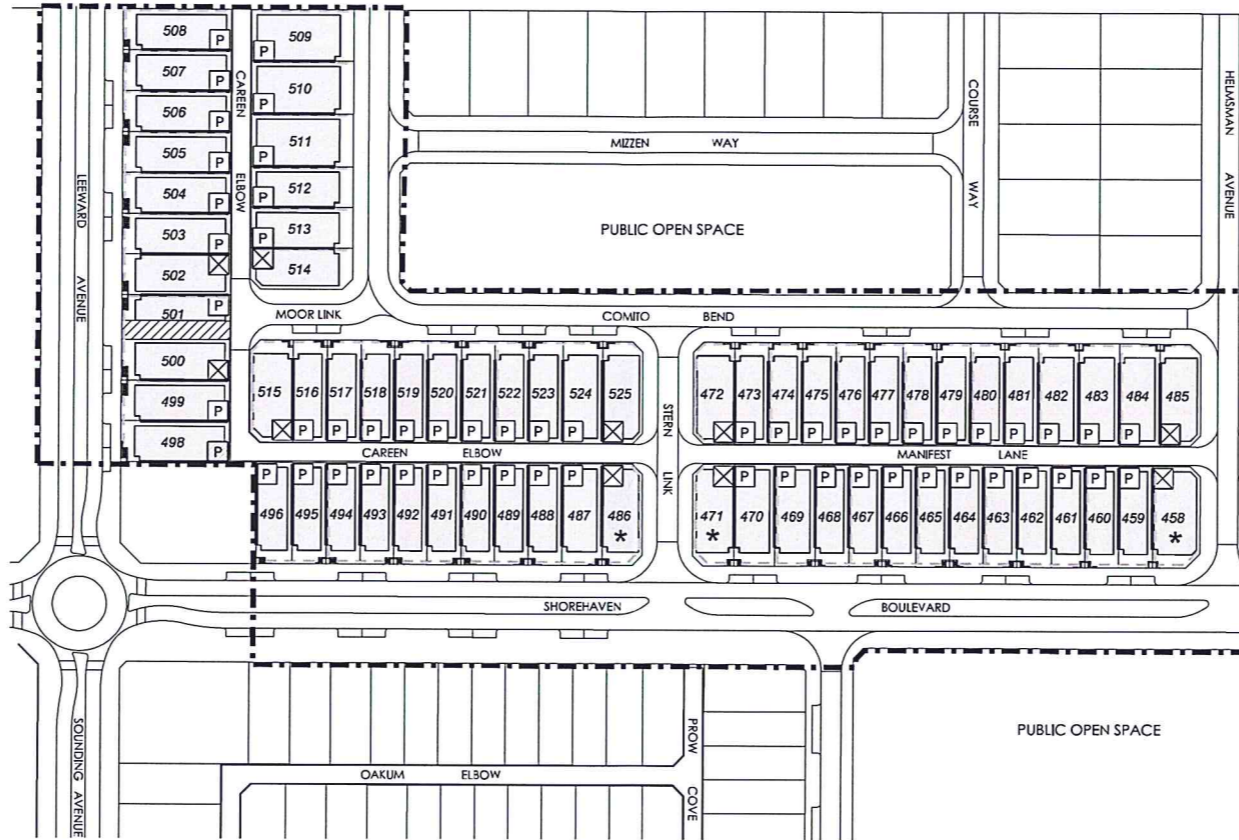 508 P
P 509
507 P
CAREEN ELBOW
P 510
506 P
505 P
P 511
504 P
P 512
503 P
P 513
502
514
501 P
500
499 P
498 P
LEEWARD AVENUE
MIZZEN WAY
COURSE WAY
HELMSMAN AVENUE
PUBLIC OPEN SPACE
MOOR LINK
COMITO BEND
515 516 517 518 519 520 521 522 523 524 525
P P P P P P P P P
STERN LINK
472 473 474 475 476 477 478 479 480 481 482 483 484 485
P P P P P P P P P P P P
CAREEN ELBOW
MANIFEST LANE
P P P P P P P P P P
496 495 494 493 492 491 490 489 488 487 486
*
P P P P P P P P P P P P
471 470 469 468 467 466 465 464 463 462 461 460 459 458
* *
SHOREHAVEN BOULEVARD
SOUNDING AVENUE
OAKUM ELBOW
PROW COVE
PUBLIC OPEN SPACE